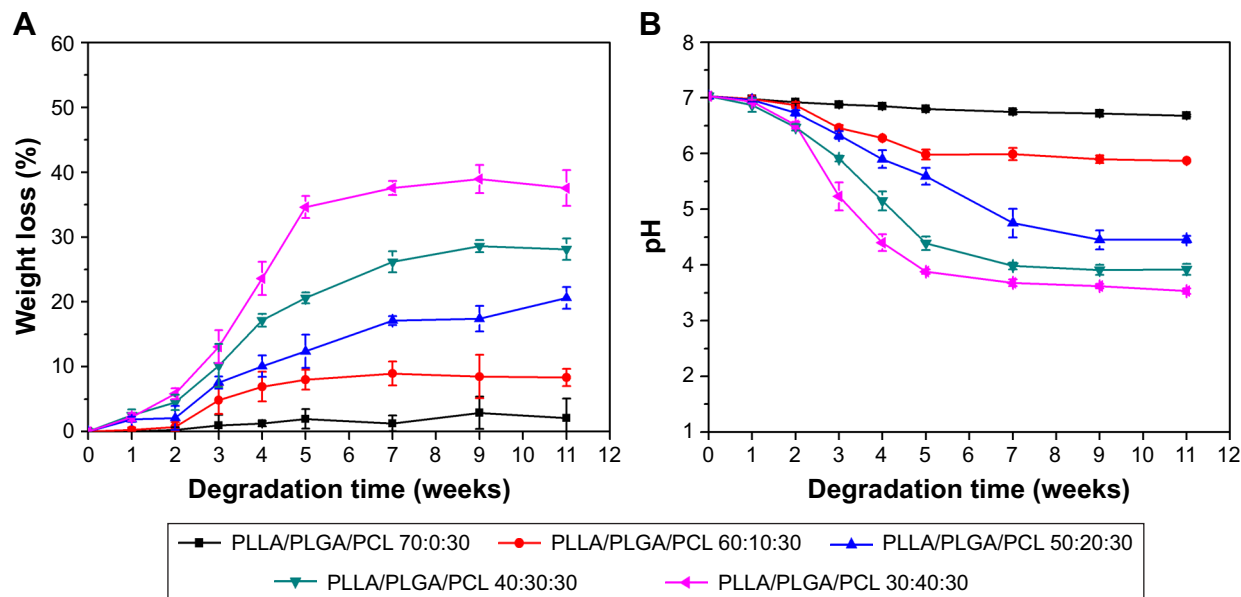 A
B
60
50
40
30
20
10
0
Weight loss (%)
0 1 2 3 4 5 6 7 8 9 10 11 12
Degradation time (weeks)
8
7
6
5
4
3
2
1
pH
0 1 2 3 4 5 6 7 8 9 10 11 12
Degradation time (weeks)
PLLA/PLGA/PCL 70:0:30 PLLA/PLGA/PCL 60:10:30 PLLA/PLGA/PCL 50:20:30
PLLA/PLGA/PCL 40:30:30 PLLA/PLGA/PCL 30:40:30